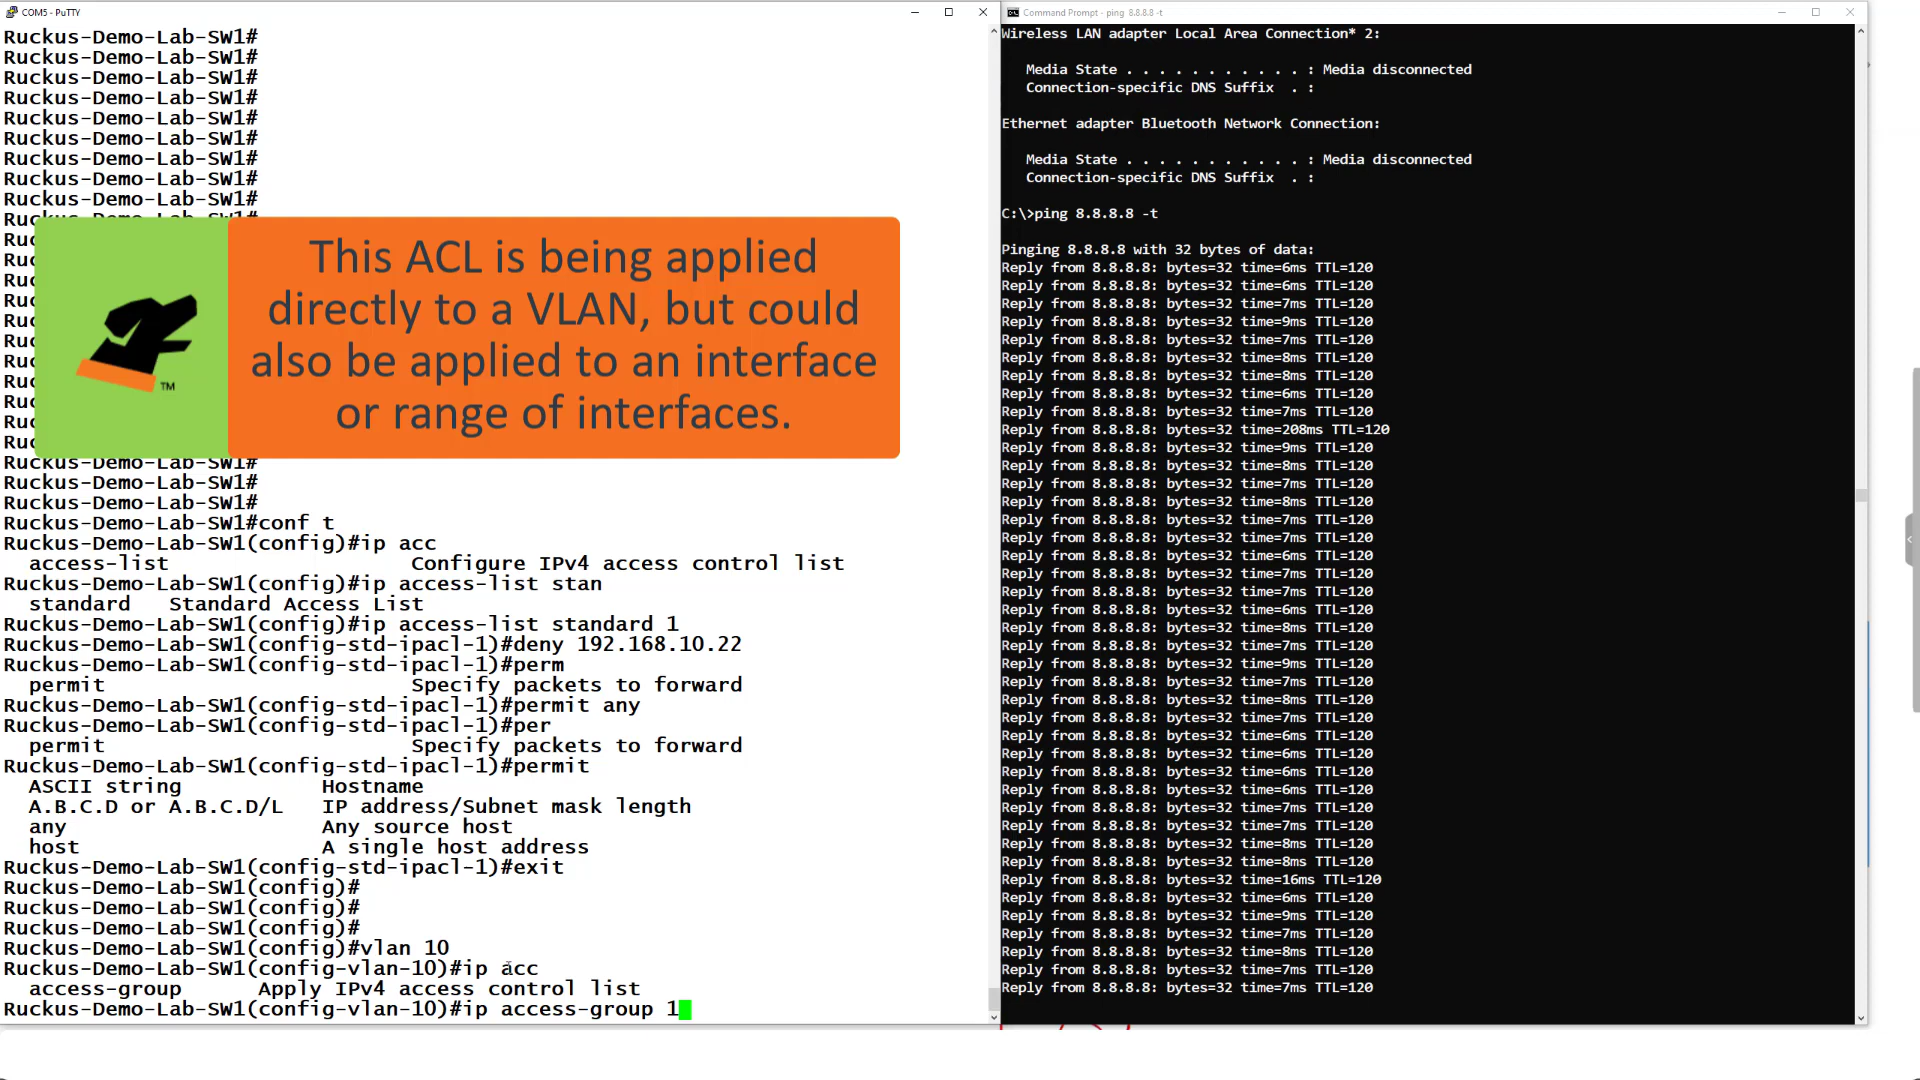 COM5 - PuTTY
Ruckus-Demo-Lab-SW1#
Ruckus-Demo-Lab-SW1#
Ruckus-Demo-Lab-SW1#
Ruckus-Demo-Lab-SW1#
Ruckus-Demo-Lab-SW1#
Ruckus-Demo-Lab-SW1#
Ruckus-Demo-Lab-SW1#
Ruckus-Demo-Lab-SW1#
Ruckus-Demo-Lab-SW1#
This ACL is being applied
directly to a VLAN, but could
also be applied to an interface
or range of interfaces.
TM
Ruckus-Demo-Lab-SW1#
Ruckus-Demo-Lab-SW1#
Ruckus-Demo-Lab-SW1#
Ruckus-Demo-Lab-SW1#conf t
Ruckus-Demo-Lab-SW1(config)#ip acc
access-list Configure IPv4 access control list
Ruckus-Demo-Lab-SW1(config)#ip access-list stan
standard Standard Access List
Ruckus-Demo-Lab-SW1(config)#ip access-list standard 1
Ruckus-Demo-Lab-SW1(config-std-ipacl-1)#deny 192.168.10.22
Ruckus-Demo-Lab-SW1(config-std-ipacl-1)#perm
permit Specify packets to forward
Ruckus-Demo-Lab-SW1(config-std-ipacl-1)#permit any
Ruckus-Demo-Lab-SW1(config-std-ipacl-1)#per
permit Specify packets to forward
Ruckus-Demo-Lab-SW1(config-std-ipacl-1)#permit
ASCII string Hostname
A.B.C.D or A.B.C.D/L IP address/Subnet mask length
any Any source host
host A single host address
Ruckus-Demo-Lab-SW1(config-std-ipacl-1)#exit
Ruckus-Demo-Lab-SW1(config)#
Ruckus-Demo-Lab-SW1(config)#
Ruckus-Demo-Lab-SW1(config)#
Ruckus-Demo-Lab-SW1(config)#vlan 10
Ruckus-Demo-Lab-SW1(config-vlan-10)#ip acc
access-group Apply IPv4 access control list
Ruckus-Demo-Lab-SW1(config-vlan-10)#ip access-group 1
Command Prompt - ping 8.8.8.8 -t
Wireless LAN adapter Local Area Connection* 2:
Media State . . . . . . . . . . . : Media disconnected
Connection-specific DNS Suffix . :
Ethernet adapter Bluetooth Network Connection:
Media State . . . . . . . . . . . : Media disconnected
Connection-specific DNS Suffix . :
C:\>ping 8.8.8.8 -t
Pinging 8.8.8.8 with 32 bytes of data:
Reply from 8.8.8.8: bytes=32 time=6ms TTL=120
Reply from 8.8.8.8: bytes=32 time=6ms TTL=120
Reply from 8.8.8.8: bytes=32 time=7ms TTL=120
Reply from 8.8.8.8: bytes=32 time=9ms TTL=120
Reply from 8.8.8.8: bytes=32 time=7ms TTL=120
Reply from 8.8.8.8: bytes=32 time=8ms TTL=120
Reply from 8.8.8.8: bytes=32 time=8ms TTL=120
Reply from 8.8.8.8: bytes=32 time=6ms TTL=120
Reply from 8.8.8.8: bytes=32 time=7ms TTL=120
Reply from 8.8.8.8: bytes=32 time=208ms TTL=120
Reply from 8.8.8.8: bytes=32 time=9ms TTL=120
Reply from 8.8.8.8: bytes=32 time=8ms TTL=120
Reply from 8.8.8.8: bytes=32 time=7ms TTL=120
Reply from 8.8.8.8: bytes=32 time=8ms TTL=120
Reply from 8.8.8.8: bytes=32 time=7ms TTL=120
Reply from 8.8.8.8: bytes=32 time=7ms TTL=120
Reply from 8.8.8.8: bytes=32 time=6ms TTL=120
Reply from 8.8.8.8: bytes=32 time=7ms TTL=120
Reply from 8.8.8.8: bytes=32 time=7ms TTL=120
Reply from 8.8.8.8: bytes=32 time=6ms TTL=120
Reply from 8.8.8.8: bytes=32 time=8ms TTL=120
Reply from 8.8.8.8: bytes=32 time=7ms TTL=120
Reply from 8.8.8.8: bytes=32 time=9ms TTL=120
Reply from 8.8.8.8: bytes=32 time=7ms TTL=120
Reply from 8.8.8.8: bytes=32 time=8ms TTL=120
Reply from 8.8.8.8: bytes=32 time=7ms TTL=120
Reply from 8.8.8.8: bytes=32 time=6ms TTL=120
Reply from 8.8.8.8: bytes=32 time=6ms TTL=120
Reply from 8.8.8.8: bytes=32 time=6ms TTL=120
Reply from 8.8.8.8: bytes=32 time=6ms TTL=120
Reply from 8.8.8.8: bytes=32 time=7ms TTL=120
Reply from 8.8.8.8: bytes=32 time=7ms TTL=120
Reply from 8.8.8.8: bytes=32 time=8ms TTL=120
Reply from 8.8.8.8: bytes=32 time=8ms TTL=120
Reply from 8.8.8.8: bytes=32 time=16ms TTL=120
Reply from 8.8.8.8: bytes=32 time=6ms TTL=120
Reply from 8.8.8.8: bytes=32 time=9ms TTL=120
Reply from 8.8.8.8: bytes=32 time=7ms TTL=120
Reply from 8.8.8.8: bytes=32 time=8ms TTL=120
Reply from 8.8.8.8: bytes=32 time=7ms TTL=120
Reply from 8.8.8.8: bytes=32 time=7ms TTL=120